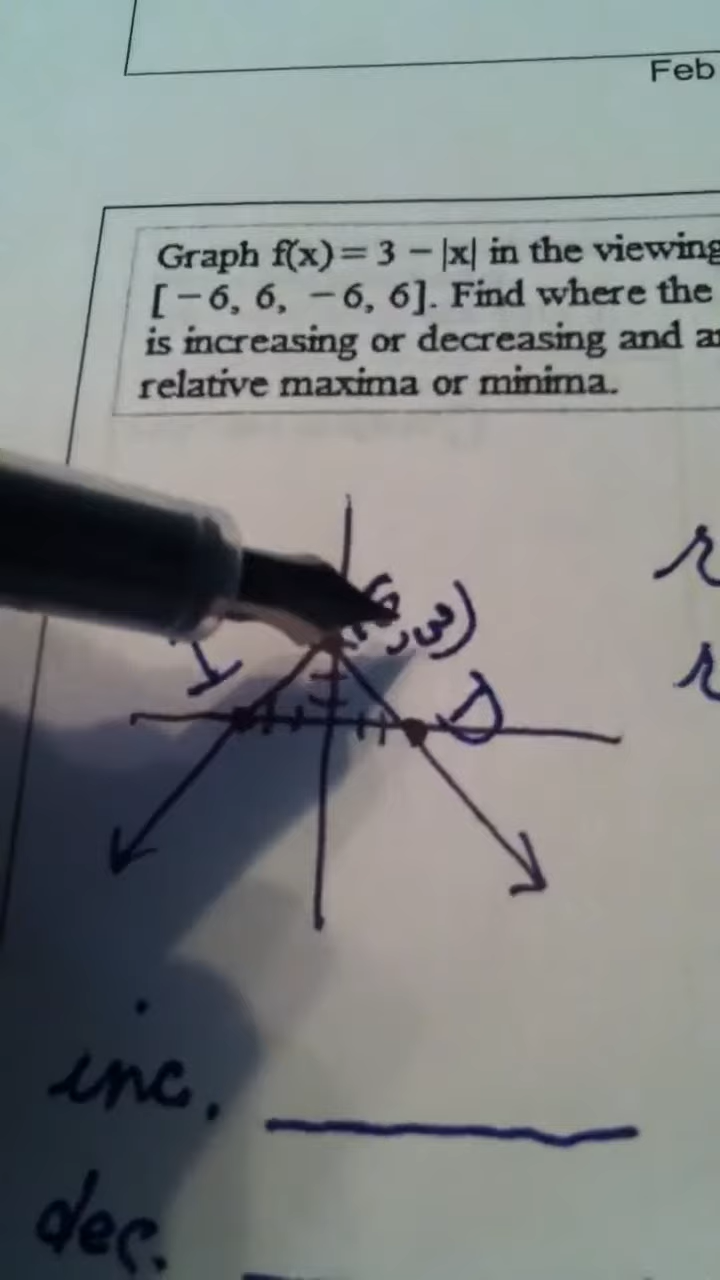 Feb
Graph f(x) = 3 − |x| in the viewing
[−6, 6, −6, 6]. Find where the
is increasing or decreasing and
relative maxima or minima.
,3)
I
D
inc.
dec.